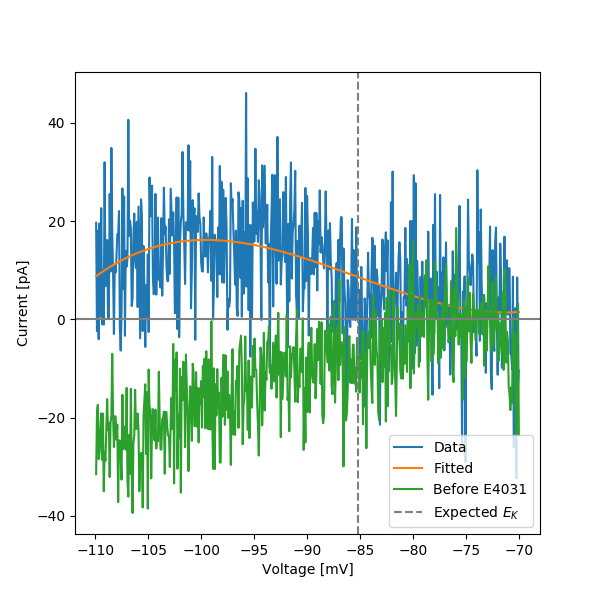 40
20
0
−20
−40
Current [pA]
Data
Fitted
Before E4031
Expected E_K
−110 −105 −100 −95 −90 −85 −80 −75 −70
Voltage [mV]